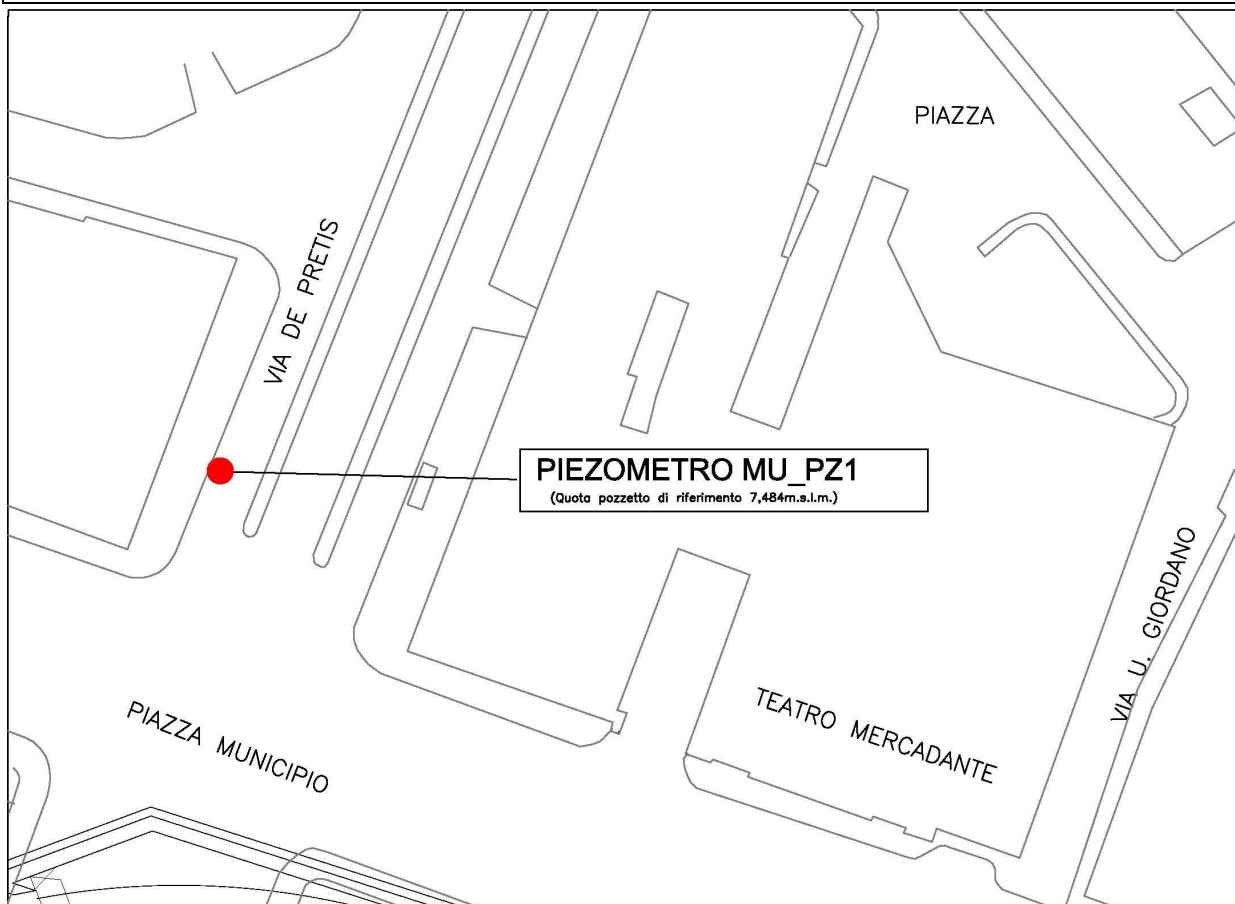 PIAZZA
VIA DE PRETIS
PIEZOMETRO MU_PZ1
(Quota pozzetto di riferimento 7,484m.s.l.m.)
VIA U. GIORDANO
TEATRO MERCADANTE
PIAZZA MUNICIPIO